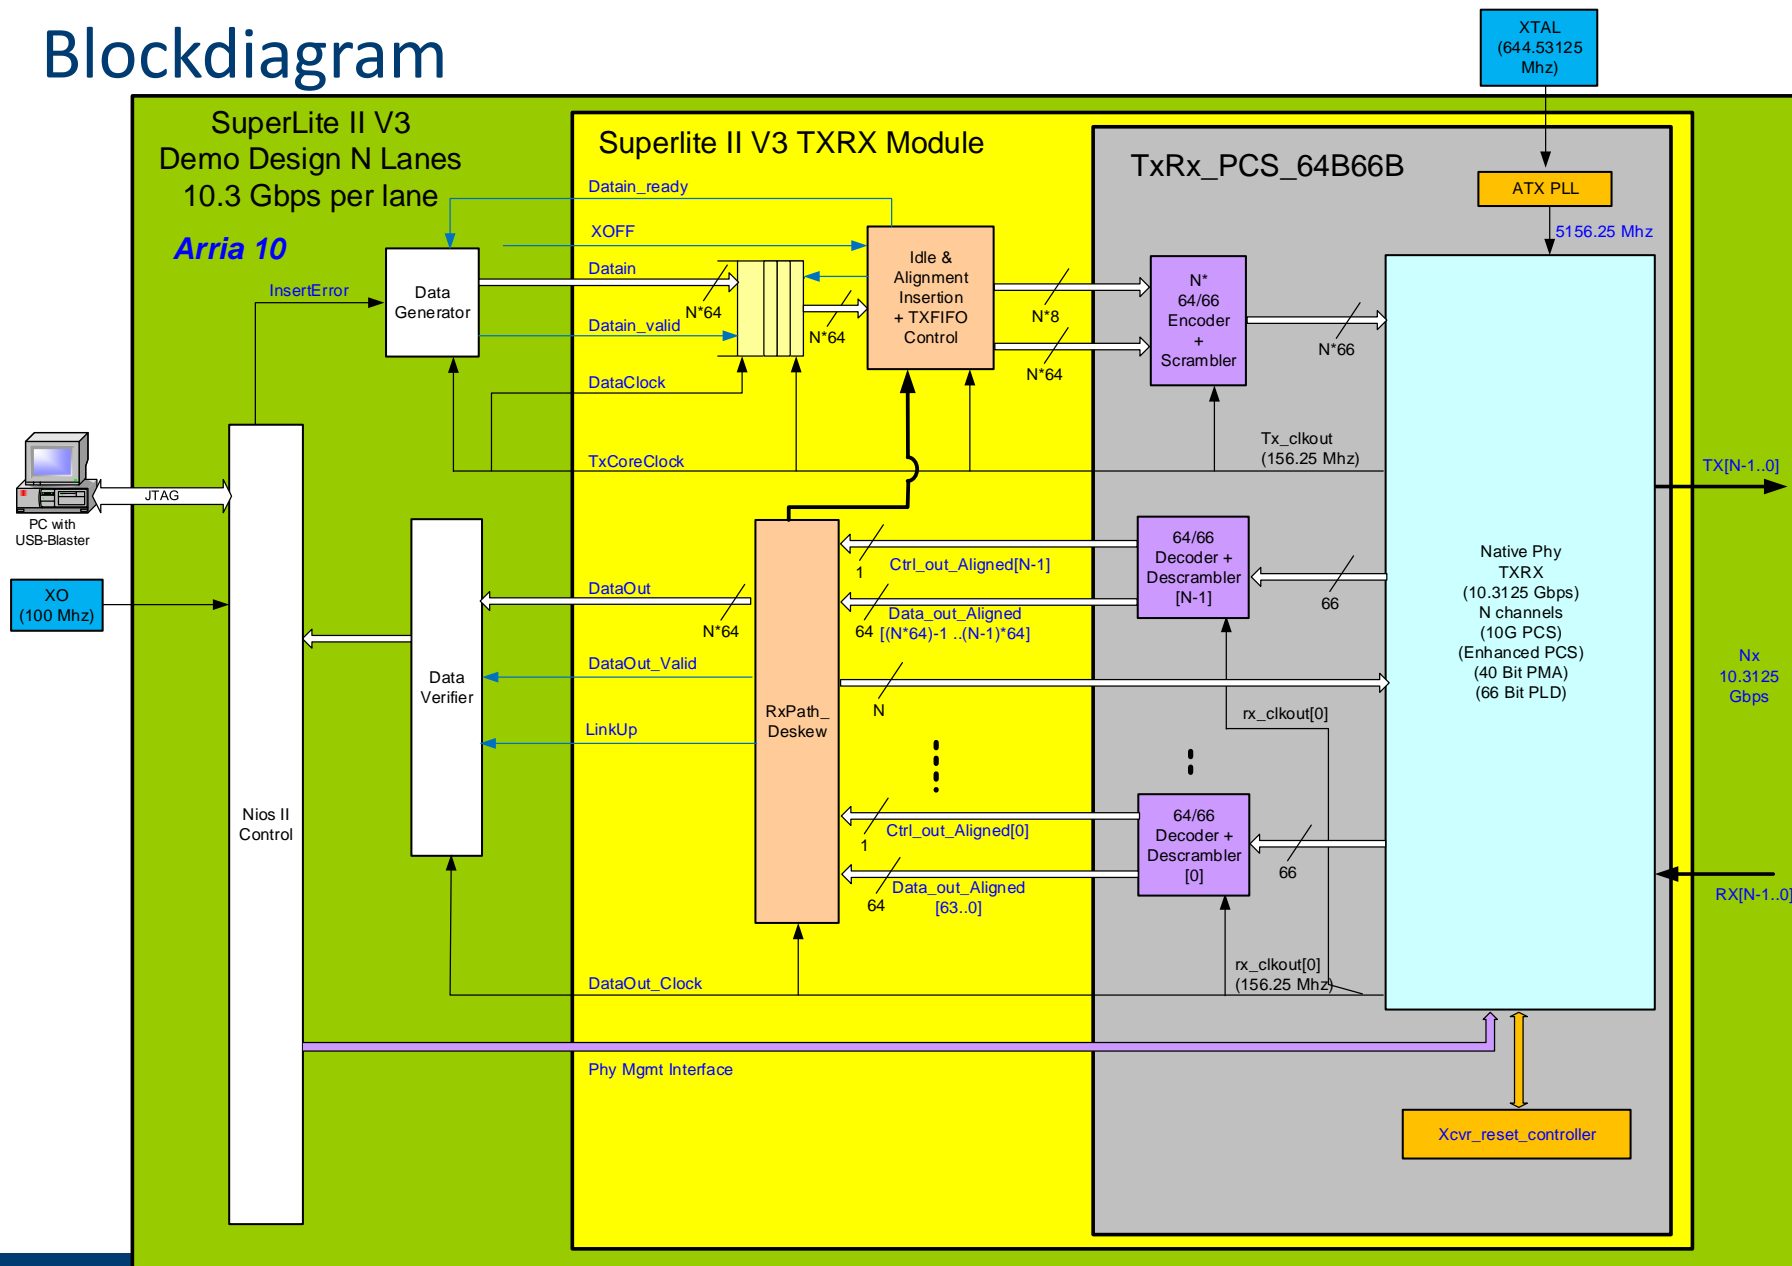 Blockdiagram
XTAL
(644.53125
Mhz)
SuperLite II V3
Demo Design N Lanes
10.3 Gbps per lane
Arria 10
Superlite II V3 TXRX Module
TxRx_PCS_64B66B
ATX PLL
5156.25 Mhz
Datain_ready
XOFF
Datain
N*64
Datain_valid
DataClock
TxCoreClock
InsertError
Data
Generator
N*64
Idle &
Alignment
Insertion
+ TXFIFO
Control
N*8
N*64
N*
64/66
Encoder
+
Scrambler
N*66
Tx_clkout
(156.25 Mhz)
TX[N-1..0]
JTAG
PC with
USB-Blaster
XO
(100 Mhz)
Nios II
Control
Data
Verifier
DataOut
N*64
DataOut_Valid
LinkUp
RxPath_
Deskew
1
Ctrl_out_Aligned[N-1]
64
Data_out_Aligned
[(N*64)-1 ..(N-1)*64]
N
64/66
Decoder +
Descrambler
[N-1]
66
rx_clkout[0]
Native Phy
TXRX
(10.3125 Gbps)
N channels
(10G PCS)
(Enhanced PCS)
(40 Bit PMA)
(66 Bit PLD)
Nx
10.3125
Gbps
1
Ctrl_out_Aligned[0]
64
Data_out_Aligned
[63..0]
64/66
Decoder +
Descrambler
[0]
66
RX[N-1..0]
rx_clkout[0]
(156.25 Mhz)
DataOut_Clock
Phy Mgmt Interface
Xcvr_reset_controller